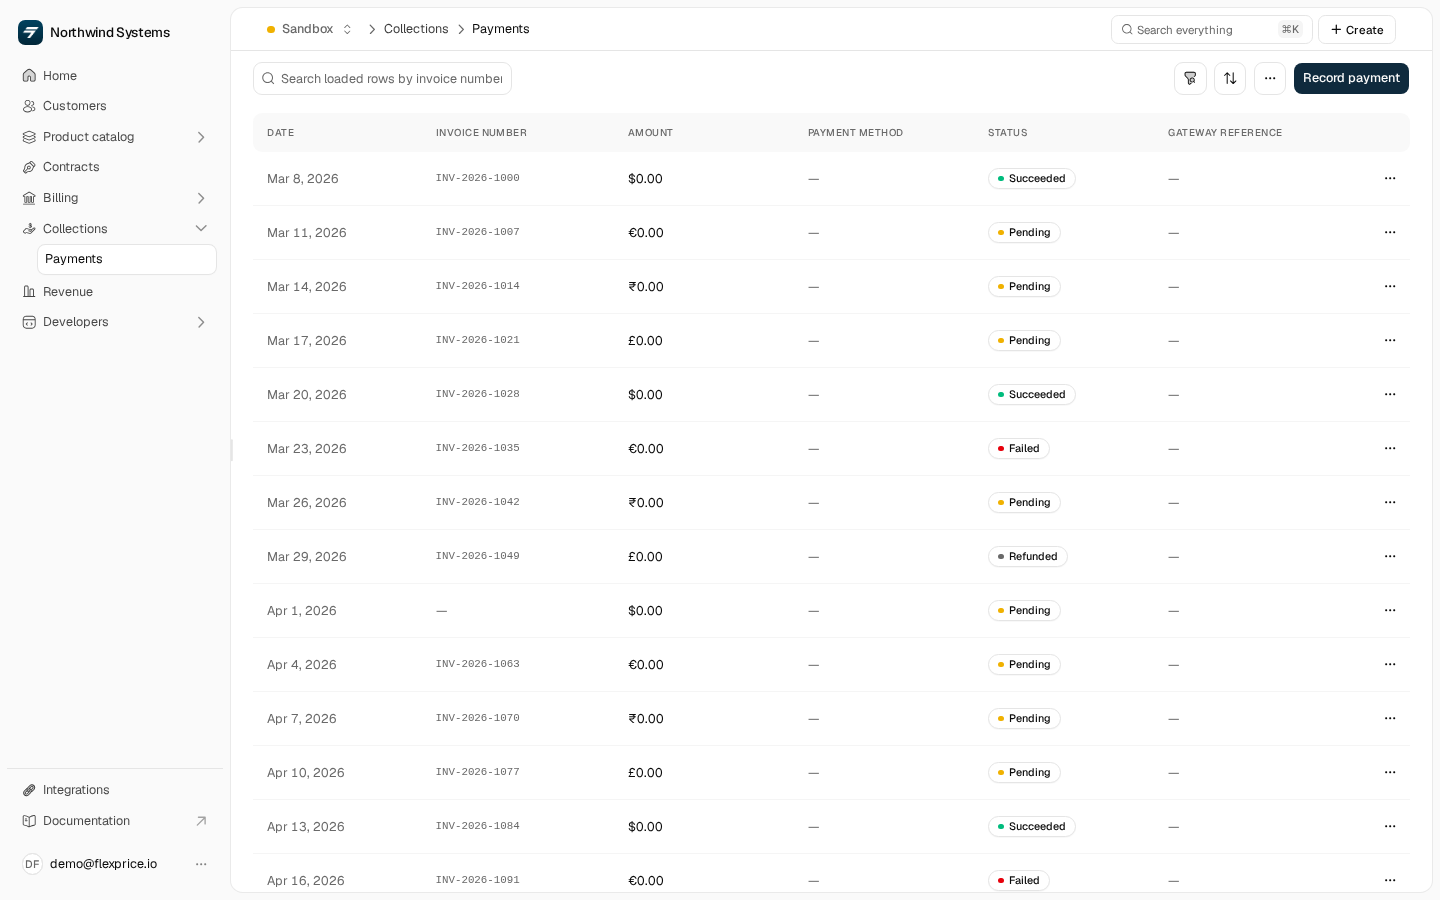 Northwind Systems
Home
Customers
Product catalog
Contracts
Billing
Collections
Payments
Revenue
Developers
Integrations
Documentation
DF demo@flexprice.io
Sandbox Collections Payments
Search everything ⌘K
Create
Search loaded rows by invoice number
Record payment
DATE INVOICE NUMBER AMOUNT PAYMENT METHOD STATUS GATEWAY REFERENCE
Mar 8, 2026 INV-2026-1000 $0.00 — Succeeded —
Mar 11, 2026 INV-2026-1007 €0.00 — Pending —
Mar 14, 2026 INV-2026-1014 ₹0.00 — Pending —
Mar 17, 2026 INV-2026-1021 £0.00 — Pending —
Mar 20, 2026 INV-2026-1028 $0.00 — Succeeded —
Mar 23, 2026 INV-2026-1035 €0.00 — Failed —
Mar 26, 2026 INV-2026-1042 ₹0.00 — Pending —
Mar 29, 2026 INV-2026-1049 £0.00 — Refunded —
Apr 1, 2026 — $0.00 — Pending —
Apr 4, 2026 INV-2026-1063 €0.00 — Pending —
Apr 7, 2026 INV-2026-1070 ₹0.00 — Pending —
Apr 10, 2026 INV-2026-1077 £0.00 — Pending —
Apr 13, 2026 INV-2026-1084 $0.00 — Succeeded —
Apr 16, 2026 INV-2026-1091 €0.00 — Failed —